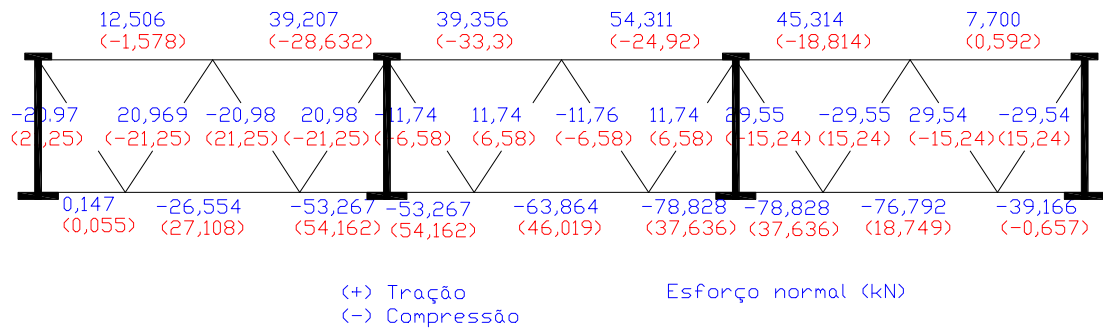 12,506 39,207 39,356 54,311 45,314 7,700
(-1,578) (-28,632) (-33,3) (-24,92) (-18,814) (0,592)
-20,97 20,969 -20,98 20,98 -11,74 11,74 -11,76 11,74 29,55 -29,55 29,54 -29,54
(21,25) (-21,25) (21,25) (-21,25) (-6,58) (6,58) (-6,58) (6,58) (-15,24) (15,24) (-15,24) (15,24)
0,147 -26,554 -53,267 -53,267 -63,864 -78,828 -78,828 -76,792 -39,166
(0,055) (27,108) (54,162) (54,162) (46,019) (37,636) (37,636) (18,749) (-0,657)
(+) Tração Esforço normal (kN)
(-) Compressão